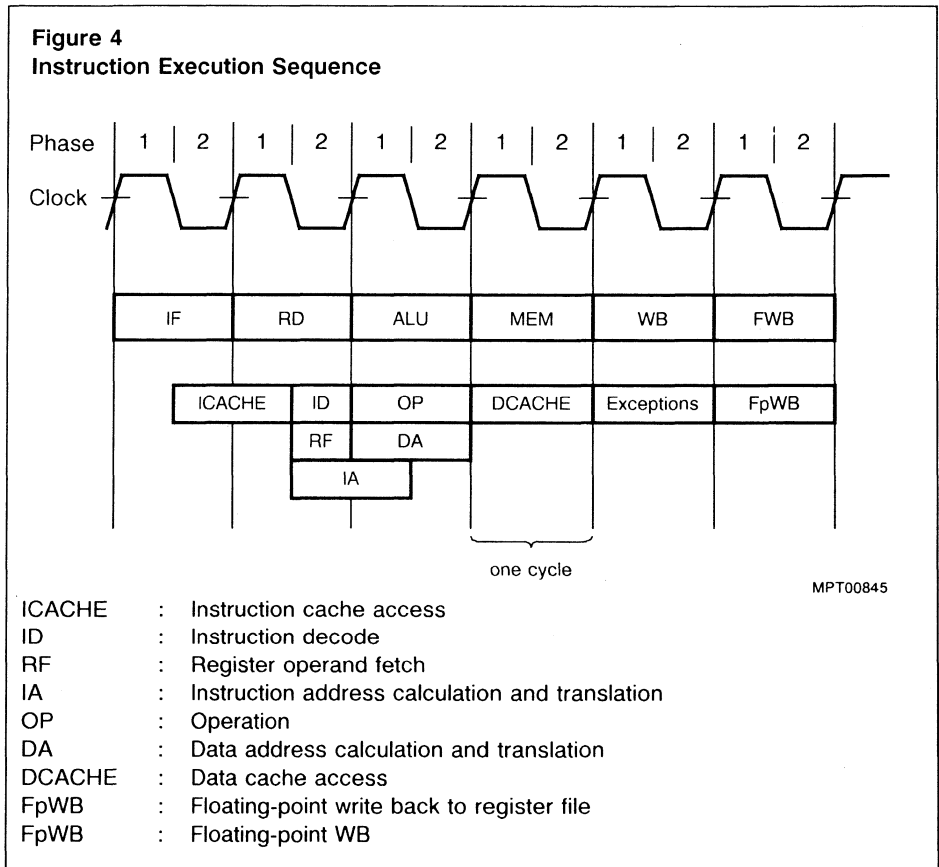 Figure 4
Instruction Execution Sequence
Phase 1 2 1 2 1 2 1 2 1 2 1 2
Clock
IF RD ALU MEM WB FWB
ICACHE ID OP DCACHE Exceptions FpWB
RF DA
IA
one cycle
MPT00845
ICACHE : Instruction cache access
ID : Instruction decode
RF : Register operand fetch
IA : Instruction address calculation and translation
OP : Operation
DA : Data address calculation and translation
DCACHE : Data cache access
FpWB : Floating-point write back to register file
FpWB : Floating-point WB